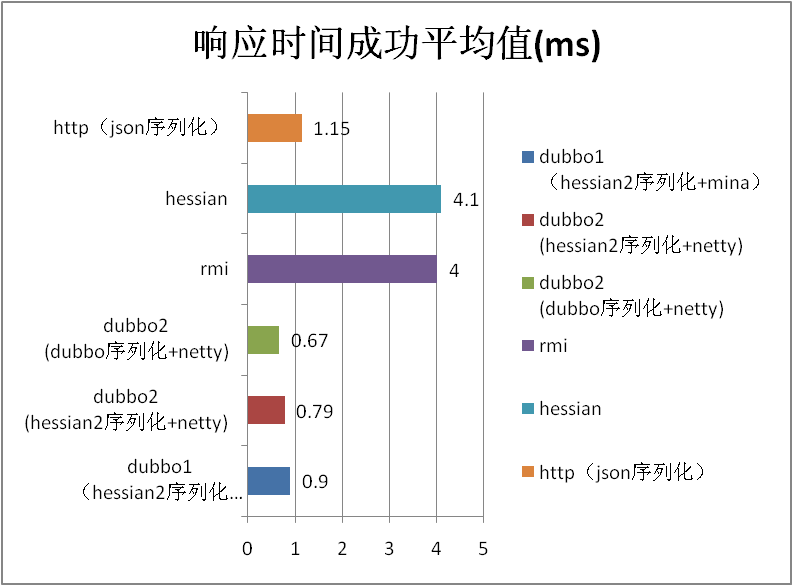 响应时间成功平均值(ms)
http（json序列化）
1.15
hessian
4.1
rmi
4
dubbo2
(dubbo序列化+netty)
0.67
dubbo2
(hessian2序列化+netty)
0.79
dubbo1
（hessian2序列化...
0.9
0 1 2 3 4 5
dubbo1
（hessian2序列化+mina）
dubbo2
(hessian2序列化+netty)
dubbo2
(dubbo序列化+netty)
rmi
hessian
http（json序列化）